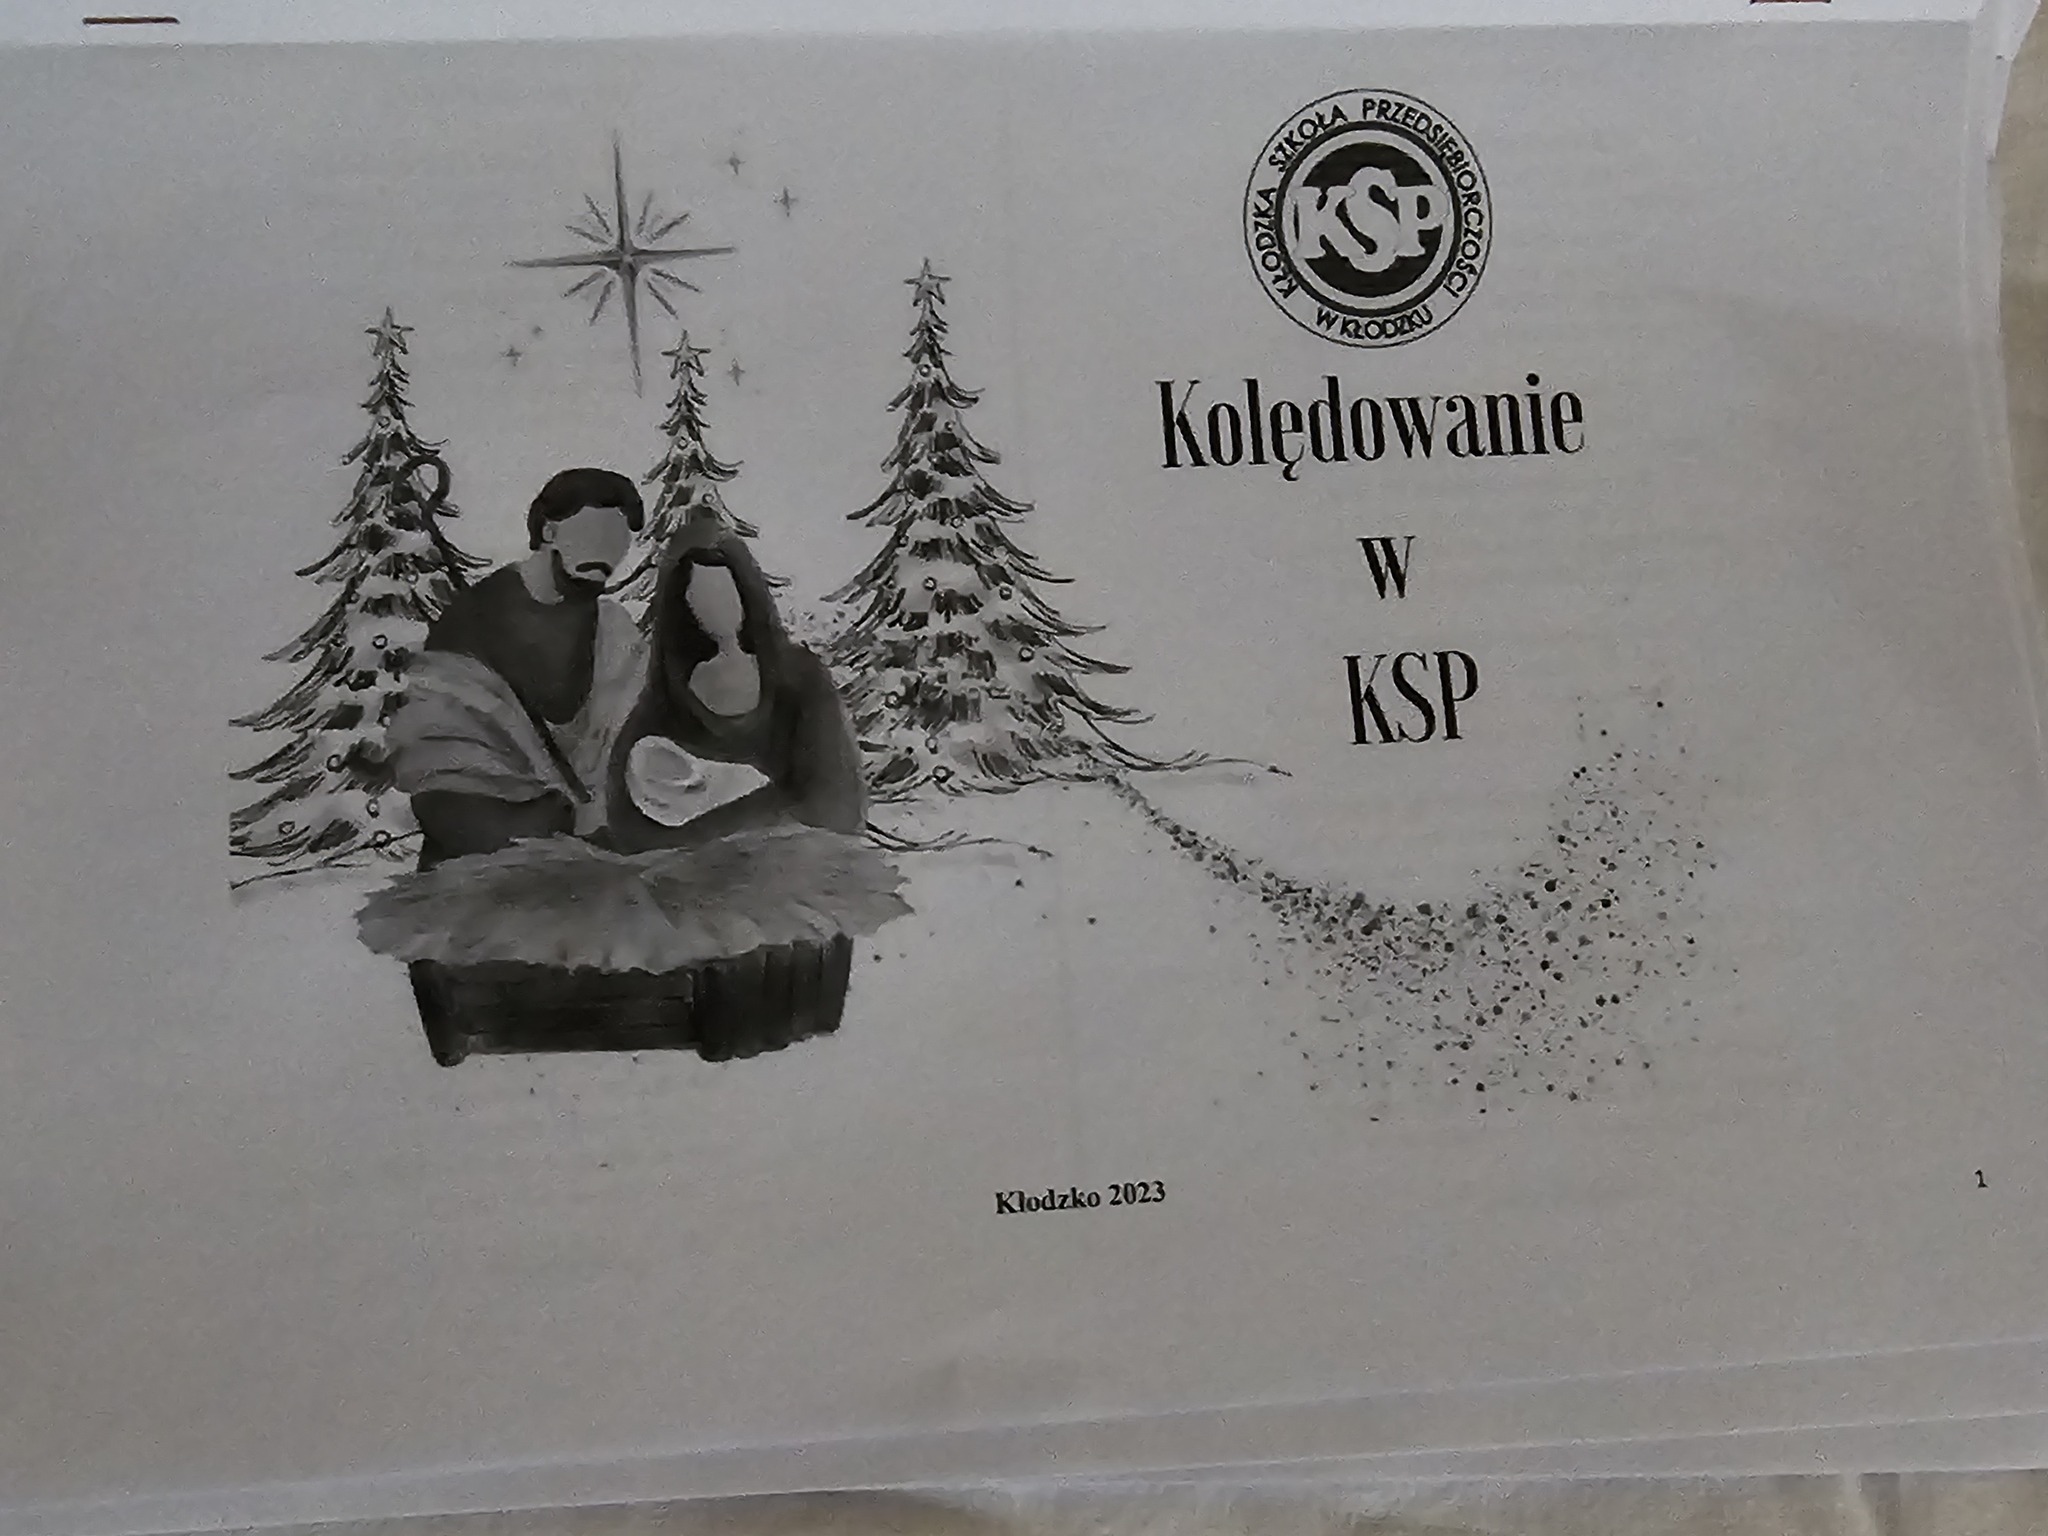 KŁODZKA SZKOŁA PRZEDSIĘBIORCZOŚCI
W KŁODZKU
KSP
Kolędowanie
w
KSP
Kłodzko 2023
1